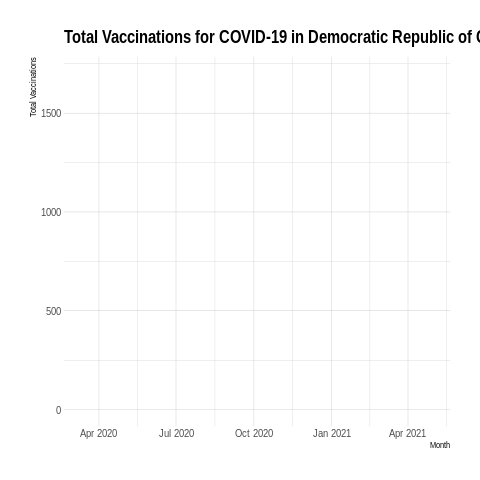 Total Vaccinations for COVID-19 in Democratic Republic of
Total Vaccinations
1500
1000
500
0
Apr 2020 Jul 2020 Oct 2020 Jan 2021 Apr 2021
Month